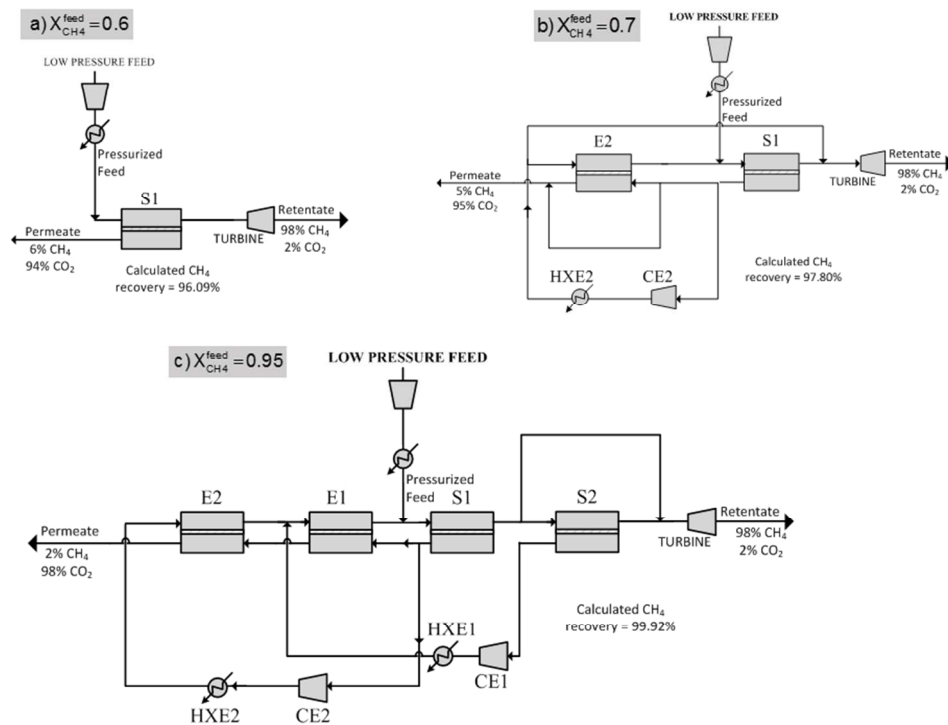 a) X_CH4^feed = 0.6
LOW PRESSURE FEED
Pressurized
Feed
S1
Permeate
6% CH₄
94% CO₂
TURBINE
Retentate
98% CH₄
2% CO₂
Calculated CH₄
recovery = 96.09%
b) X_CH4^feed = 0.7
LOW PRESSURE FEED
Pressurized
Feed
E2
S1
Permeate
5% CH₄
95% CO₂
TURBINE
Retentate
98% CH₄
2% CO₂
HXE2
CE2
Calculated CH₄
recovery = 97.80%
c) X_CH4^feed = 0.95
LOW PRESSURE FEED
Pressurized
Feed
E2
E1
S1
S2
Permeate
2% CH₄
98% CO₂
TURBINE
Retentate
98% CH₄
2% CO₂
Calculated CH₄
recovery = 99.92%
HXE1
CE1
HXE2
CE2